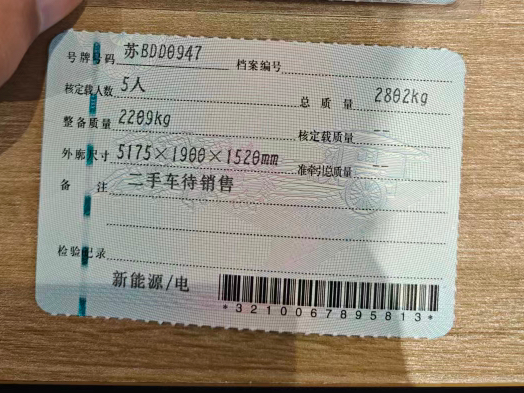 号牌号码 苏BDD0947 档案编号
核定载人数 5人 总质量 2802kg
整备质量 2209kg 核定载质量 --
外廓尺寸 5175×1900×1520mm 准牵引总质量 --
备注 二手车待销售
检验记录
新能源/电
*3210067895813*